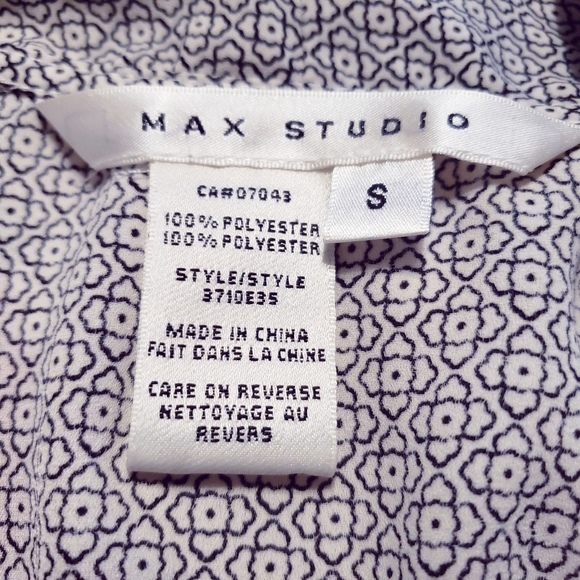 MAX STUDIO
S
CA#07043
100% POLYESTER
100% POLYESTER
STYLE/STYLE
3710E35
MADE IN CHINA
FAIT DANS LA CHINE
CARE ON REVERSE
NETTOYAGE AU
REVERS